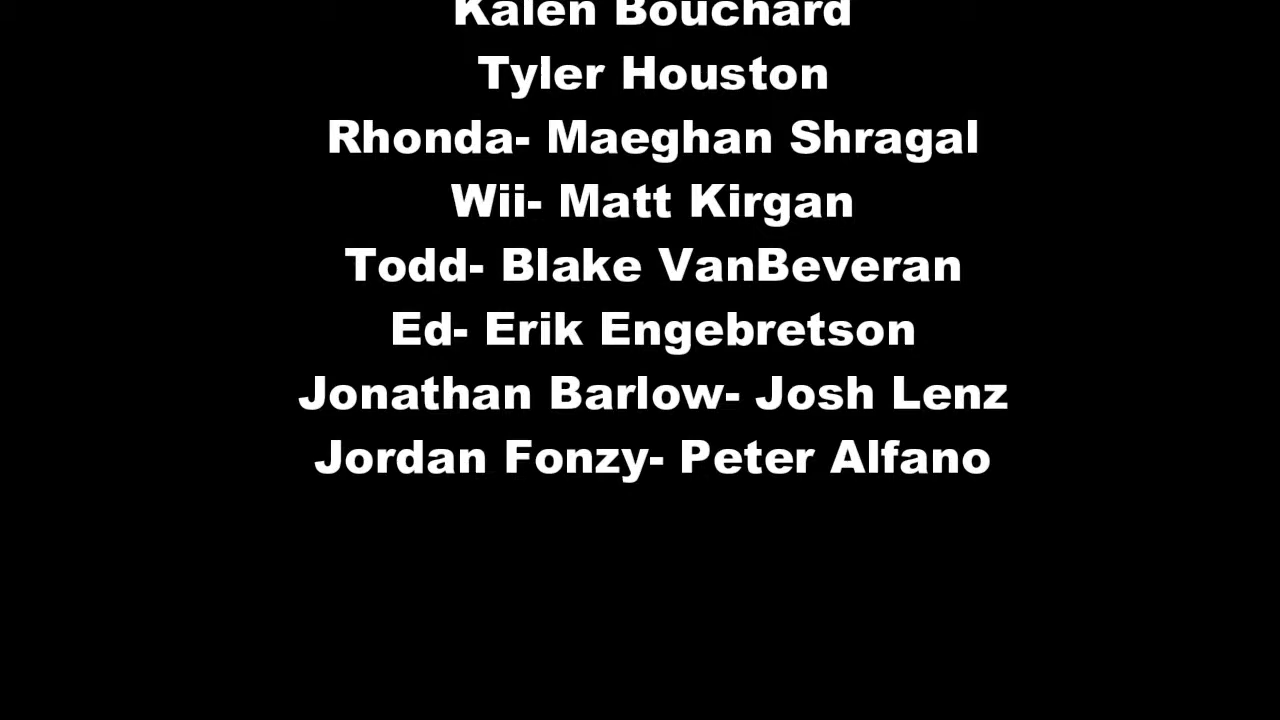 Kalen Bouchard
Tyler Houston
Rhonda- Maeghan Shragal
Wii- Matt Kirgan
Todd- Blake VanBeveran
Ed- Erik Engebretson
Jonathan Barlow- Josh Lenz
Jordan Fonzy- Peter Alfano